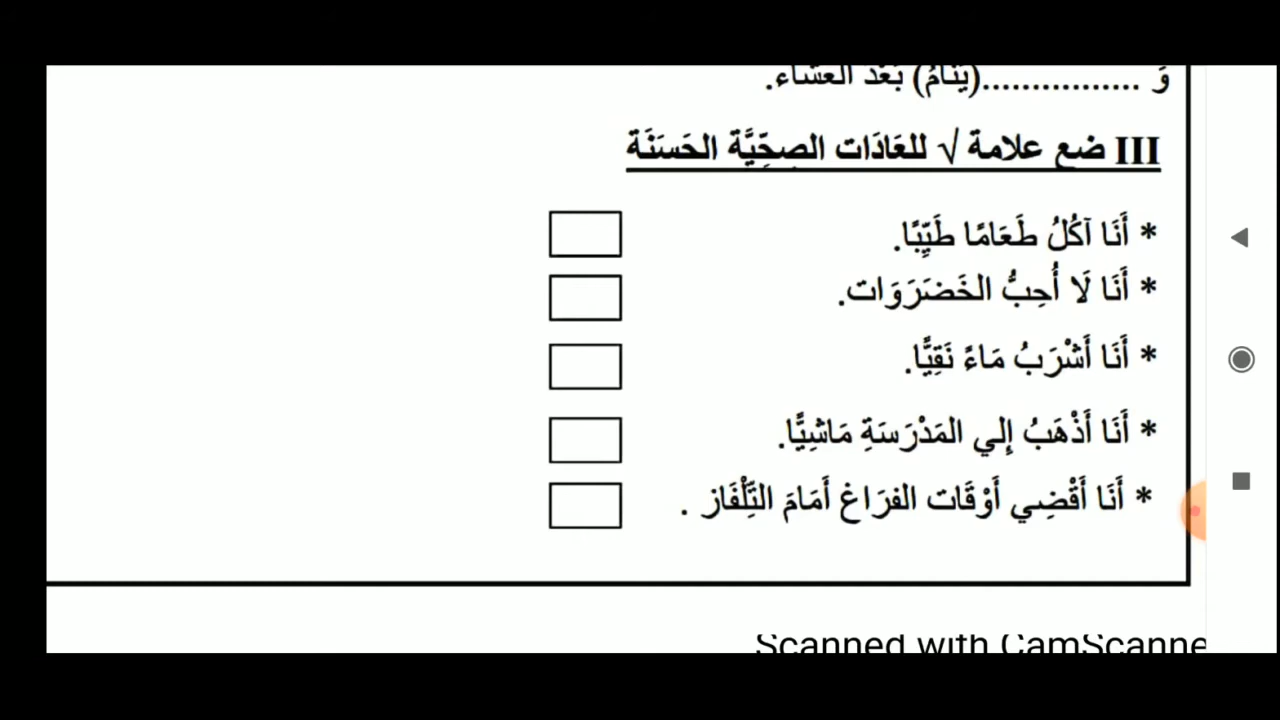 وَ ................(يَنَامُ) بَعْدَ العَشَاء.
III ضع علامة √ للعَادَات الصِحِّيَّة الحَسَنَة
* أَنَا آكُلُ طَعَامًا طَيِّبًا.
* أَنَا لَا أُحِبُّ الخَضَرَوَات.
* أَنَا أَشْرَبُ مَاءً نَقِيًّا.
* أَنَا أَذْهَبُ إِلي المَدْرَسَةِ مَاشِيًّا.
* أَنَا أَقْضِي أَوْقَات الفرَاغ أَمَامَ التِّلْفَاز .
Scanned with CamScanne